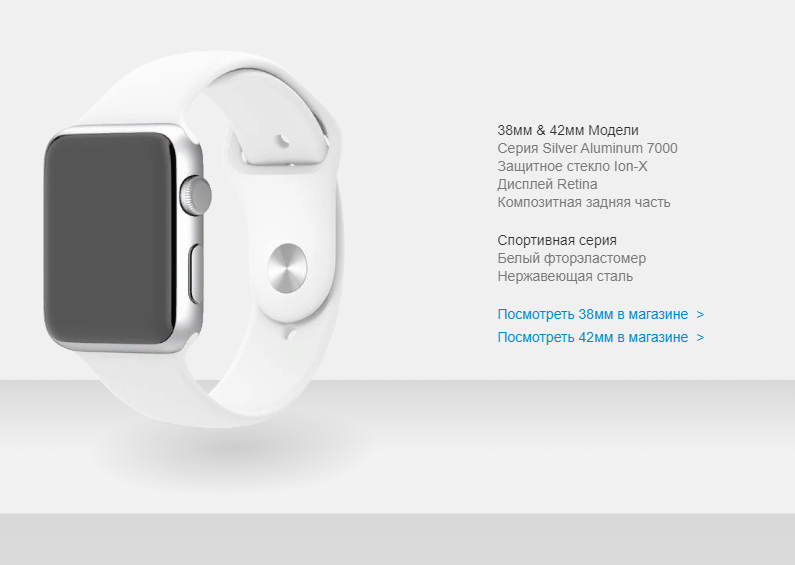 38мм & 42мм Модели
Серия Silver Aluminum 7000
Защитное стекло Ion-X
Дисплей Retina
Композитная задняя часть
Спортивная серия
Белый фторэластомер
Нержавеющая сталь
Посмотреть 38мм в магазине >
Посмотреть 42мм в магазине >